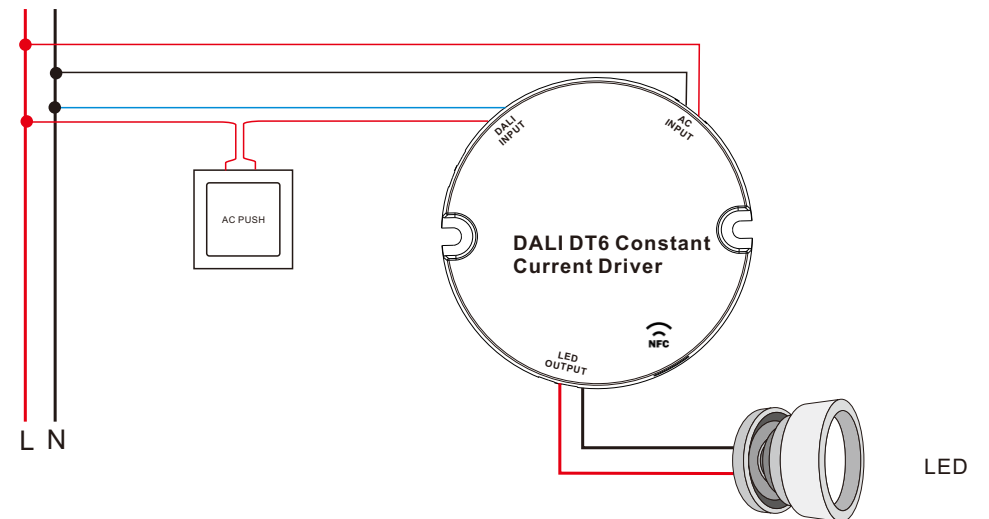 DALI
INPUT
AC
INPUT
AC PUSH
DALI DT6 Constant
Current Driver
NFC
LED
OUTPUT
L N
LED